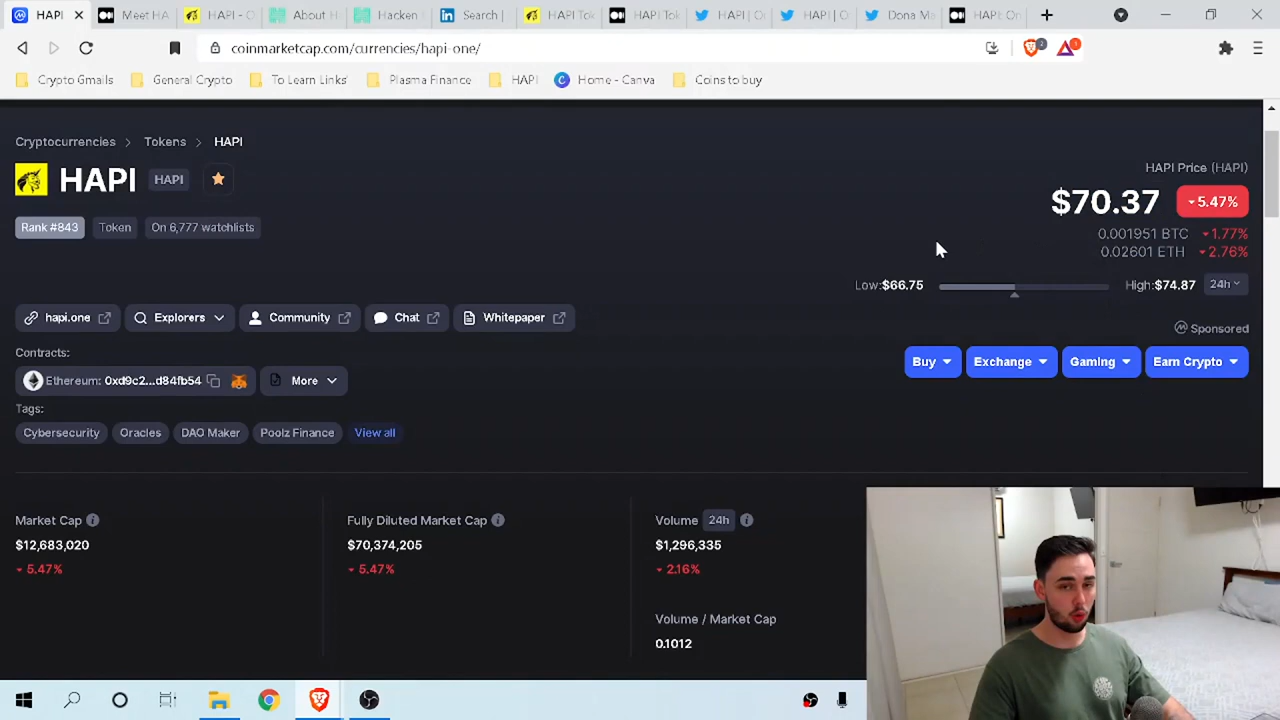 HAPI
Meet HA
HAPI - O
About H
Hacken
Search |
HAPI Tok
HAPI Tok
HAPI | O
HAPI | O
Dona Ma
HAPI: On
coinmarketcap.com/currencies/hapi-one/
2
1
Crypto Gmails
General Crypto
To Learn Links
Plasma Finance
HAPI
Home - Canva
Coins to buy
Cryptocurrencies > Tokens > HAPI
HAPI Price (HAPI)
HAPI HAPI
$70.37 5.47%
Rank #843 Token On 6,777 watchlists
0.001951 BTC 1.77%
0.02601 ETH 2.76%
Low:$66.75 High:$74.87 24h
hapi.one Explorers Community Chat Whitepaper
Sponsored
Contracts:
Ethereum: 0xd9c2...d84fb54 More
Buy Exchange Gaming Earn Crypto
Tags:
Cybersecurity Oracles DAO Maker Poolz Finance View all
Market Cap Fully Diluted Market Cap Volume 24h
$12,683,020 $70,374,205 $1,296,335
5.47% 5.47% 2.16%
Volume / Market Cap
0.1012